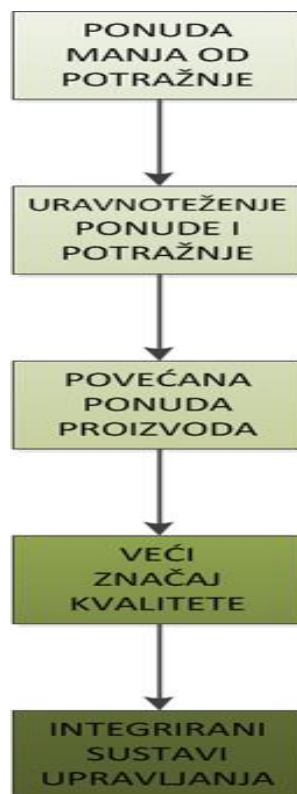 PONUDA
MANJA OD
POTRAŽNJE
URAVNOTEŽENJE
PONUDE I
POTRAŽNJE
POVEĆANA
PONUDA
PROIZVODA
VEĆI
ZNAČAJ
KVALITETE
INTEGRIRANI
SUSTAVI
UPRAVLJANJA